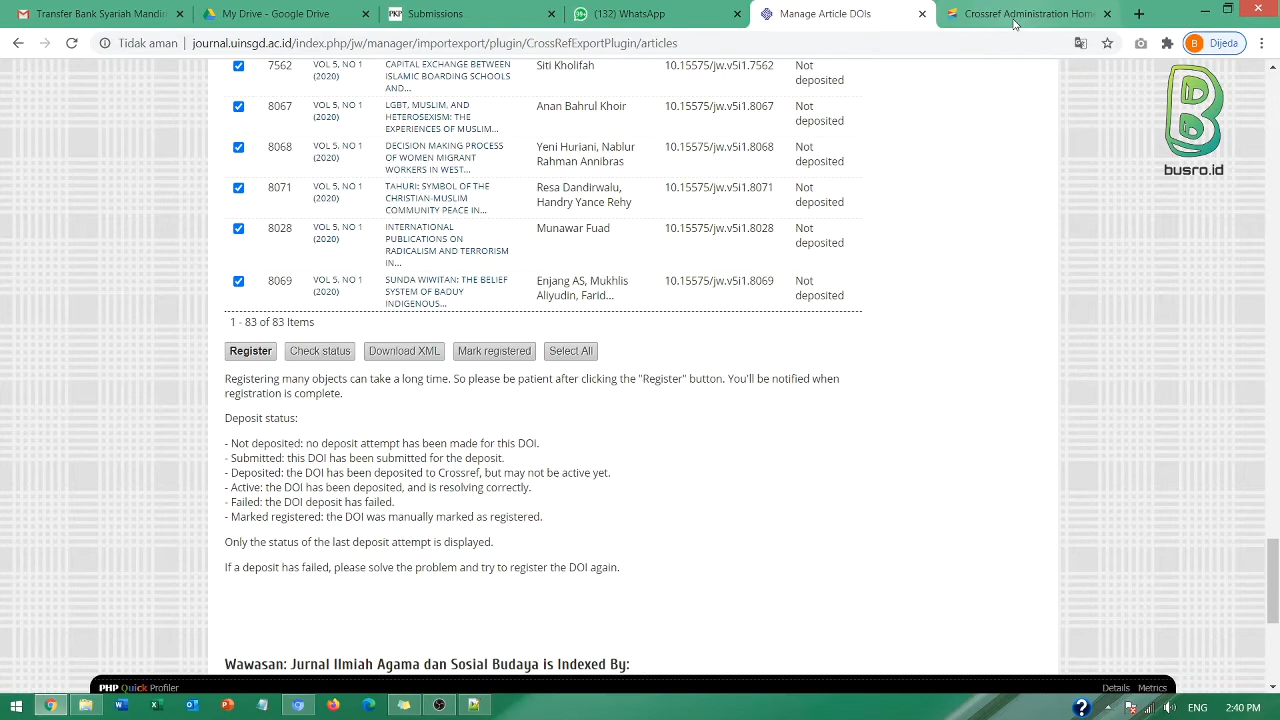 Transfer Bank Syariah Mandiri
My Drive - Google Drive
Submissions
(132) WhatsApp
Manage Article DOIs
Crossref Administration Home
Tidak aman
journal.uinsgd.ac.id/index.php/jw/manager/importexport/plugin/CrossRefExportPlugin/articles
B
Dijeda
7562 VOL 5, NO 1 (2020) CAPITAL EXCHANGE BETWEEN Siti Kholifah 10.15575/jw.v5i1.7562 Not
ISLAMIC BOARDING SCHOOLS deposited
AND...
8067 VOL 5, NO 1 LGBT, MUSLIM, AND Anan Bahrul Khoir 10.15575/jw.v5i1.8067 Not
(2020) HETEROSEXISM: THE deposited
EXPERIENCES OF MUSLIM...
8068 VOL 5, NO 1 DECISION MAKING PROCESS Yeni Huriani, Nablur 10.15575/jw.v5i1.8068 Not
(2020) OF WOMEN MIGRANT Rahman Annibras deposited
WORKERS IN WEST...
8071 VOL 5, NO 1 TAHURI: SYMBOL OF THE Resa Dandirwalu, 10.15575/jw.v5i1.8071 Not
(2020) CHRISTIAN-MUSLIM Handry Yance Rehy deposited
COMMUNITY PEACE IN...
8028 VOL 5, NO 1 INTERNATIONAL Munawar Fuad 10.15575/jw.v5i1.8028 Not
(2020) PUBLICATIONS ON deposited
RADICALISM AND TERRORISM
IN...
8069 VOL 5, NO 1 SUNDA WIWITAN: THE BELIEF Enjang AS, Mukhlis 10.15575/jw.v5i1.8069 Not
(2020) SYSTEM OF BADUY Aliyudin, Farid... deposited
INDIGENOUS...
1 - 83 of 83 Items
Register Check status Download XML Mark registered Select All
Registering many objects can take a long time. So please be patient after clicking the "Register" button. You'll be notified when
registration is complete.
Deposit status:
- Not deposited: no deposit attempt has been made for this DOI.
- Submitted: this DOI has been submitted for the deposit.
- Deposited: the DOI has been deposited to Crossref, but may not be active yet.
- Active: the DOI has been deposited, and is resolving correctly.
- Failed: the DOI deposit has failed.
- Marked registered: the DOI was manually marked as registered.
Only the status of the last deposit attempt is displayed.
If a deposit has failed, please solve the problem and try to register the DOI again.
Wawasan: Jurnal Ilmiah Agama dan Sosial Budaya is Indexed By:
busro.id
PHP Quick Profiler
Details Metrics
ENG 2:40 PM